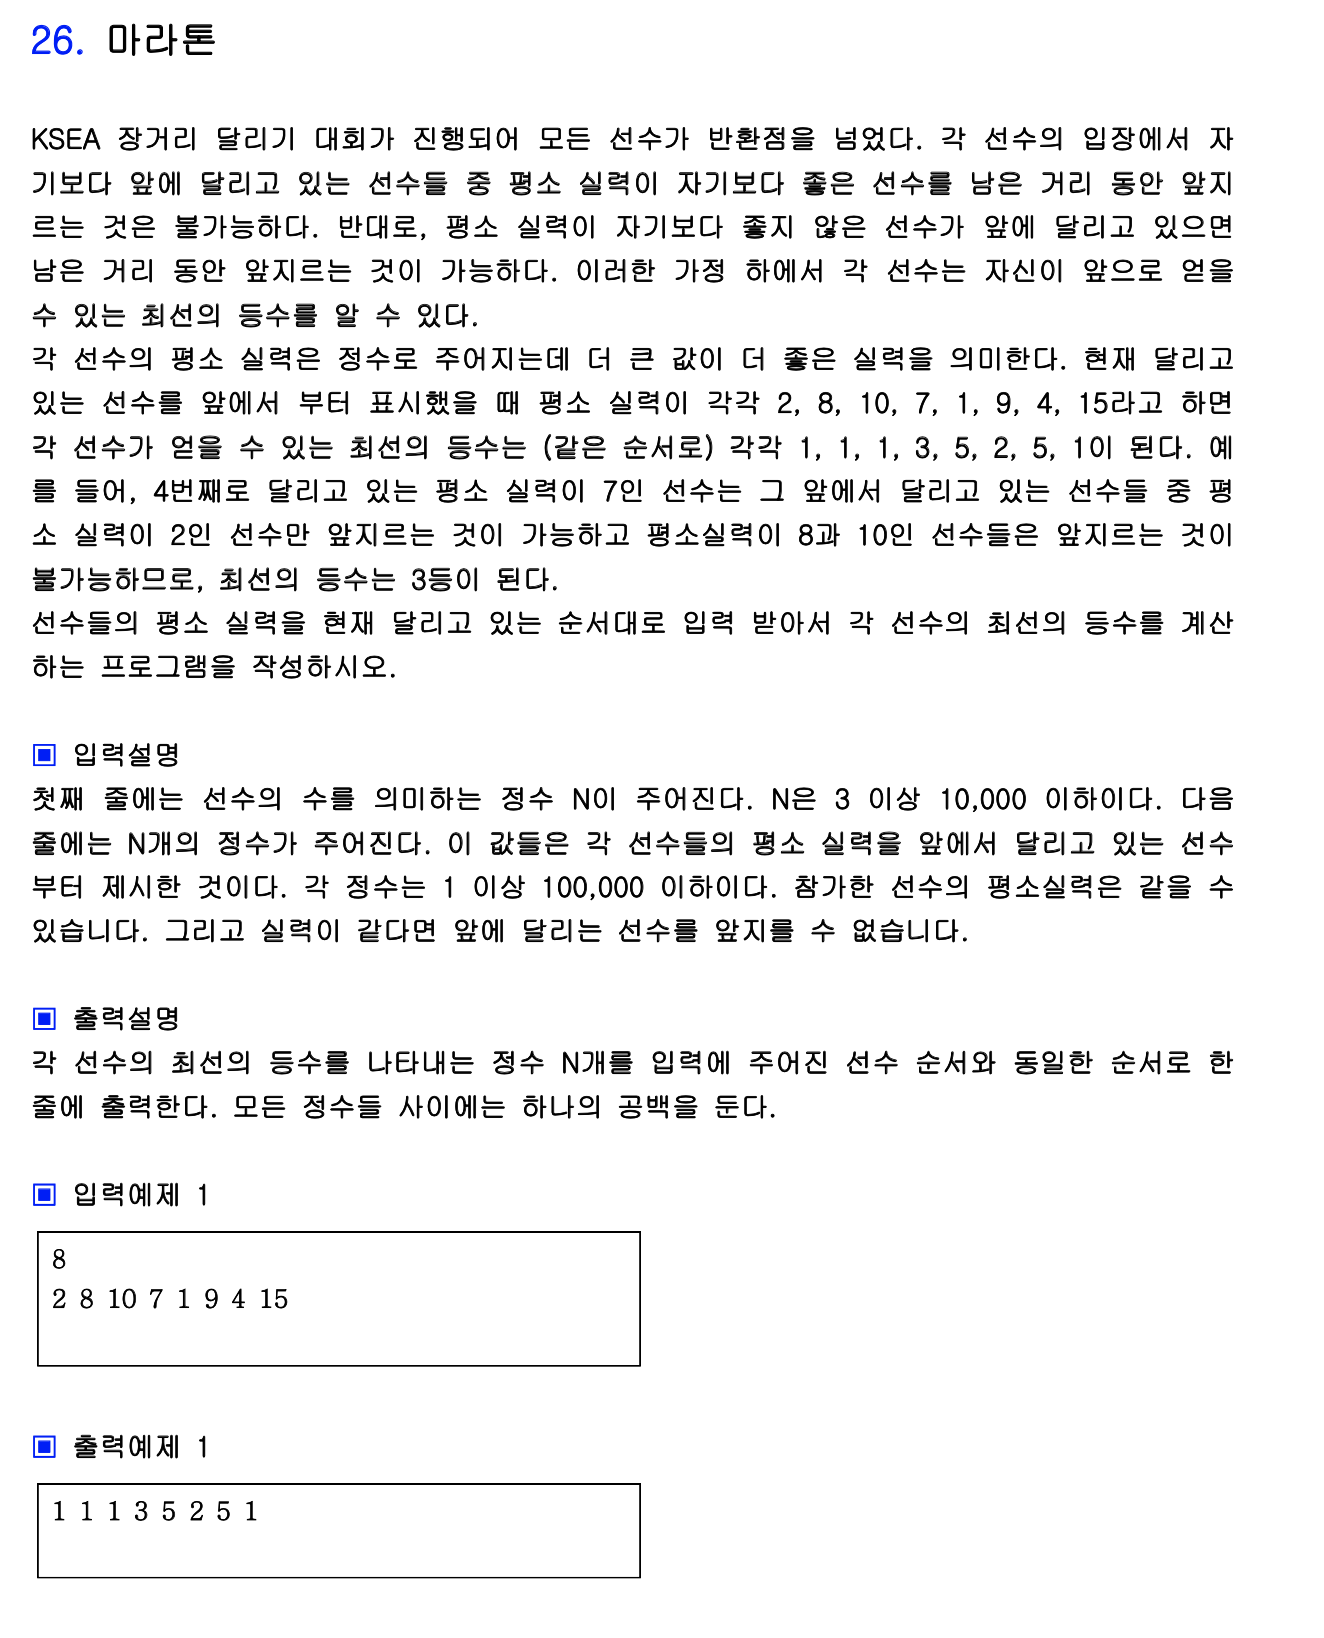 26. 마라톤
KSEA 장거리 달리기 대회가 진행되어 모든 선수가 반환점을 넘었다. 각 선수의 입장에서 자
기보다 앞에 달리고 있는 선수들 중 평소 실력이 자기보다 좋은 선수를 남은 거리 동안 앞지
르는 것은 불가능하다. 반대로, 평소 실력이 자기보다 좋지 않은 선수가 앞에 달리고 있으면
남은 거리 동안 앞지르는 것이 가능하다. 이러한 가정 하에서 각 선수는 자신이 앞으로 얻을
수 있는 최선의 등수를 알 수 있다.
각 선수의 평소 실력은 정수로 주어지는데 더 큰 값이 더 좋은 실력을 의미한다. 현재 달리고
있는 선수를 앞에서 부터 표시했을 때 평소 실력이 각각 2, 8, 10, 7, 1, 9, 4, 15라고 하면
각 선수가 얻을 수 있는 최선의 등수는 (같은 순서로) 각각 1, 1, 1, 3, 5, 2, 5, 1이 된다. 예
를 들어, 4번째로 달리고 있는 평소 실력이 7인 선수는 그 앞에서 달리고 있는 선수들 중 평
소 실력이 2인 선수만 앞지르는 것이 가능하고 평소실력이 8과 10인 선수들은 앞지르는 것이
불가능하므로, 최선의 등수는 3등이 된다.
선수들의 평소 실력을 현재 달리고 있는 순서대로 입력 받아서 각 선수의 최선의 등수를 계산
하는 프로그램을 작성하시오.
▣ 입력설명
첫째 줄에는 선수의 수를 의미하는 정수 N이 주어진다. N은 3 이상 10,000 이하이다. 다음
줄에는 N개의 정수가 주어진다. 이 값들은 각 선수들의 평소 실력을 앞에서 달리고 있는 선수
부터 제시한 것이다. 각 정수는 1 이상 100,000 이하이다. 참가한 선수의 평소실력은 같을 수
있습니다. 그리고 실력이 같다면 앞에 달리는 선수를 앞지를 수 없습니다.
▣ 출력설명
각 선수의 최선의 등수를 나타내는 정수 N개를 입력에 주어진 선수 순서와 동일한 순서로 한
줄에 출력한다. 모든 정수들 사이에는 하나의 공백을 둔다.
▣ 입력예제 1
8
2 8 10 7 1 9 4 15
▣ 출력예제 1
1 1 1 3 5 2 5 1